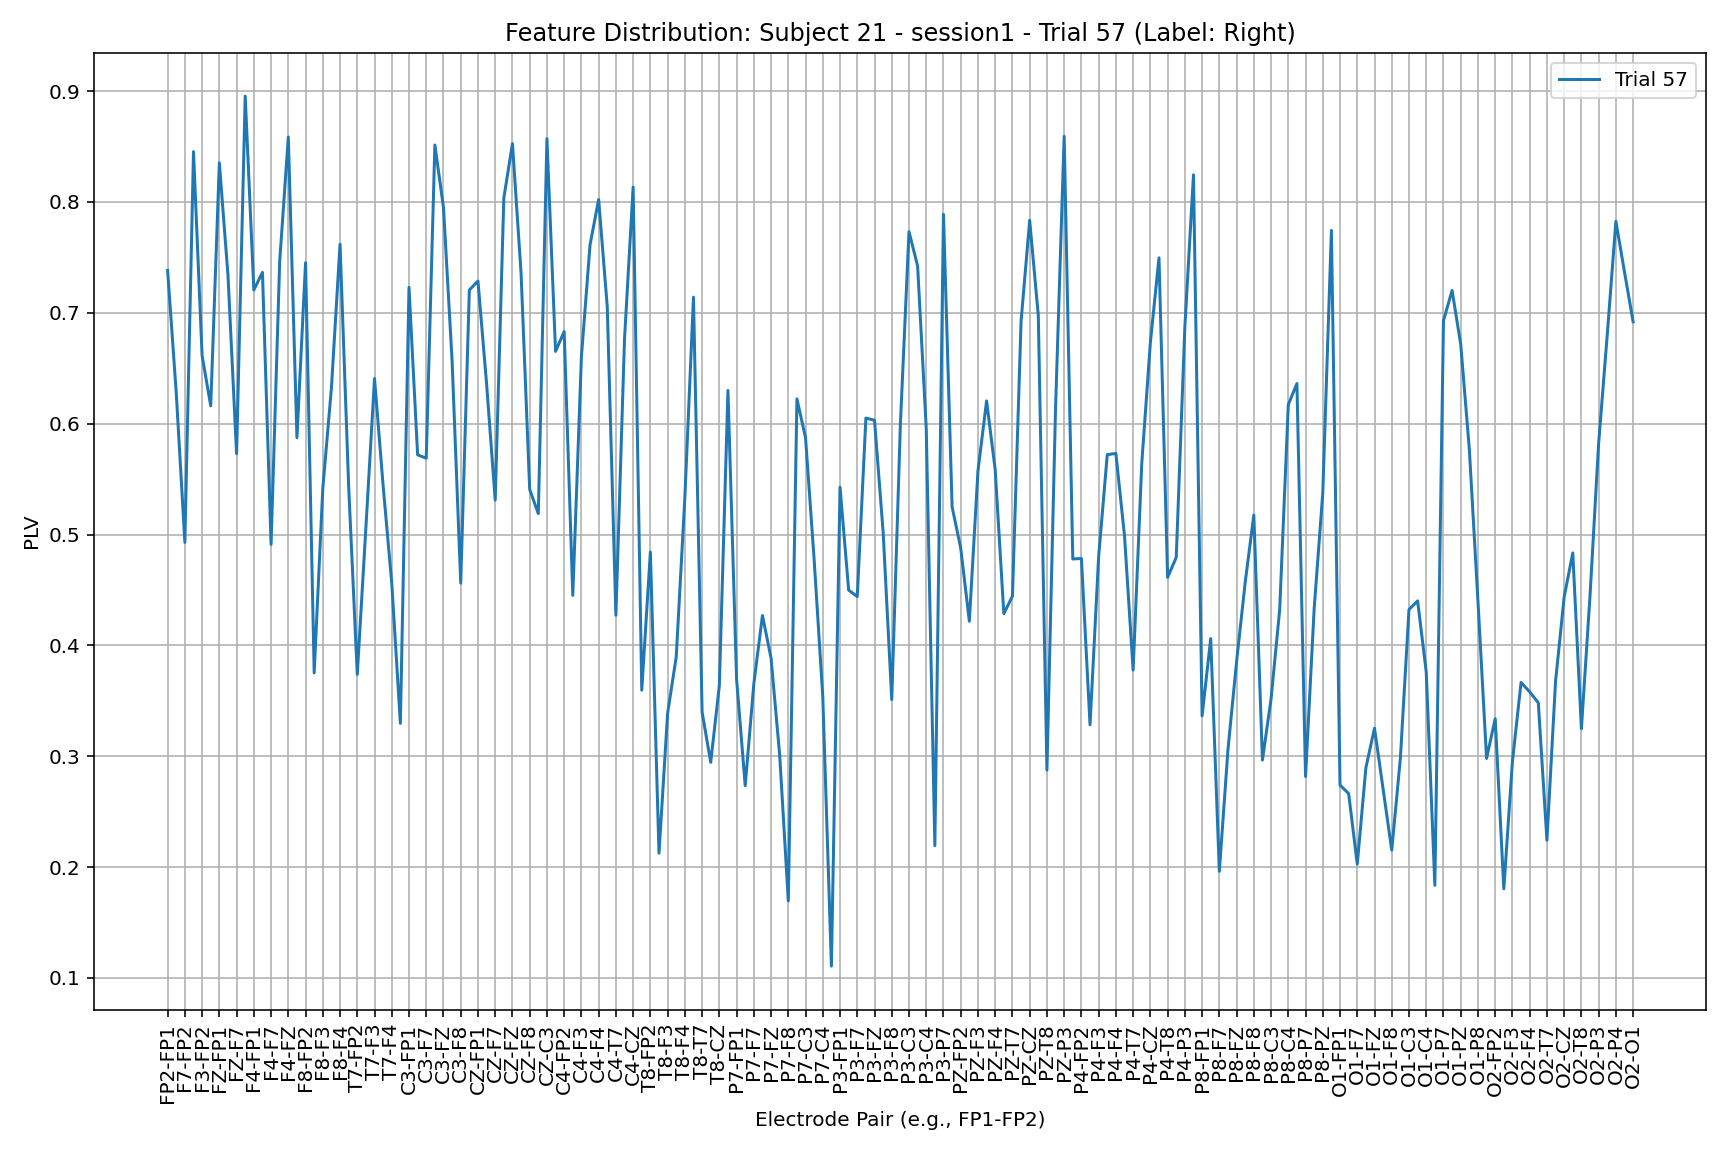 Feature Distribution: Subject 21 - session1 - Trial 57 (Label: Right)
Trial 57
PLV
0.9
0.8
0.7
0.6
0.5
0.4
0.3
0.2
0.1
FP2-FP1
F7-FP2
F3-FP2
FZ-FP1
FZ-F7
F4-FP1
F4-F7
F4-FZ
F8-FP2
F8-F3
F8-F4
T7-FP2
T7-F3
T7-F4
C3-FP1
C3-F7
C3-FZ
C3-F8
CZ-FP1
CZ-F7
CZ-FZ
CZ-F8
CZ-C3
C4-FP2
C4-F3
C4-F4
C4-T7
C4-CZ
T8-FP2
T8-F3
T8-F4
T8-T7
T8-CZ
P7-FP1
P7-F7
P7-FZ
P7-F8
P7-C3
P7-C4
P3-FP1
P3-F7
P3-FZ
P3-F8
P3-C3
P3-C4
P3-P7
PZ-FP2
PZ-F3
PZ-F4
PZ-T7
PZ-CZ
PZ-T8
PZ-P3
P4-FP2
P4-F3
P4-F4
P4-T7
P4-CZ
P4-T8
P4-P3
P8-FP1
P8-F7
P8-FZ
P8-F8
P8-C3
P8-C4
P8-P7
P8-PZ
O1-FP1
O1-F7
O1-FZ
O1-F8
O1-C3
O1-C4
O1-P7
O1-PZ
O1-P8
O2-FP2
O2-F3
O2-F4
O2-T7
O2-CZ
O2-T8
O2-P3
O2-P4
O2-O1
Electrode Pair (e.g., FP1-FP2)